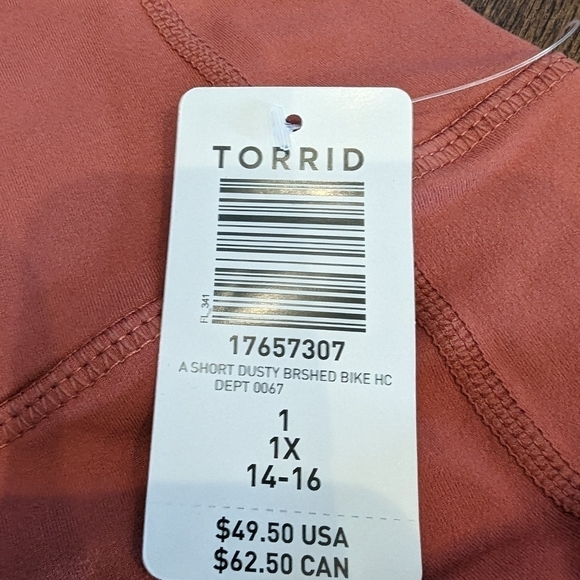 TORRID
FL_341
17657307
A SHORT DUSTY BRSHED BIKE HC
DEPT 0067
1
1X
14-16
$49.50 USA
$62.50 CAN